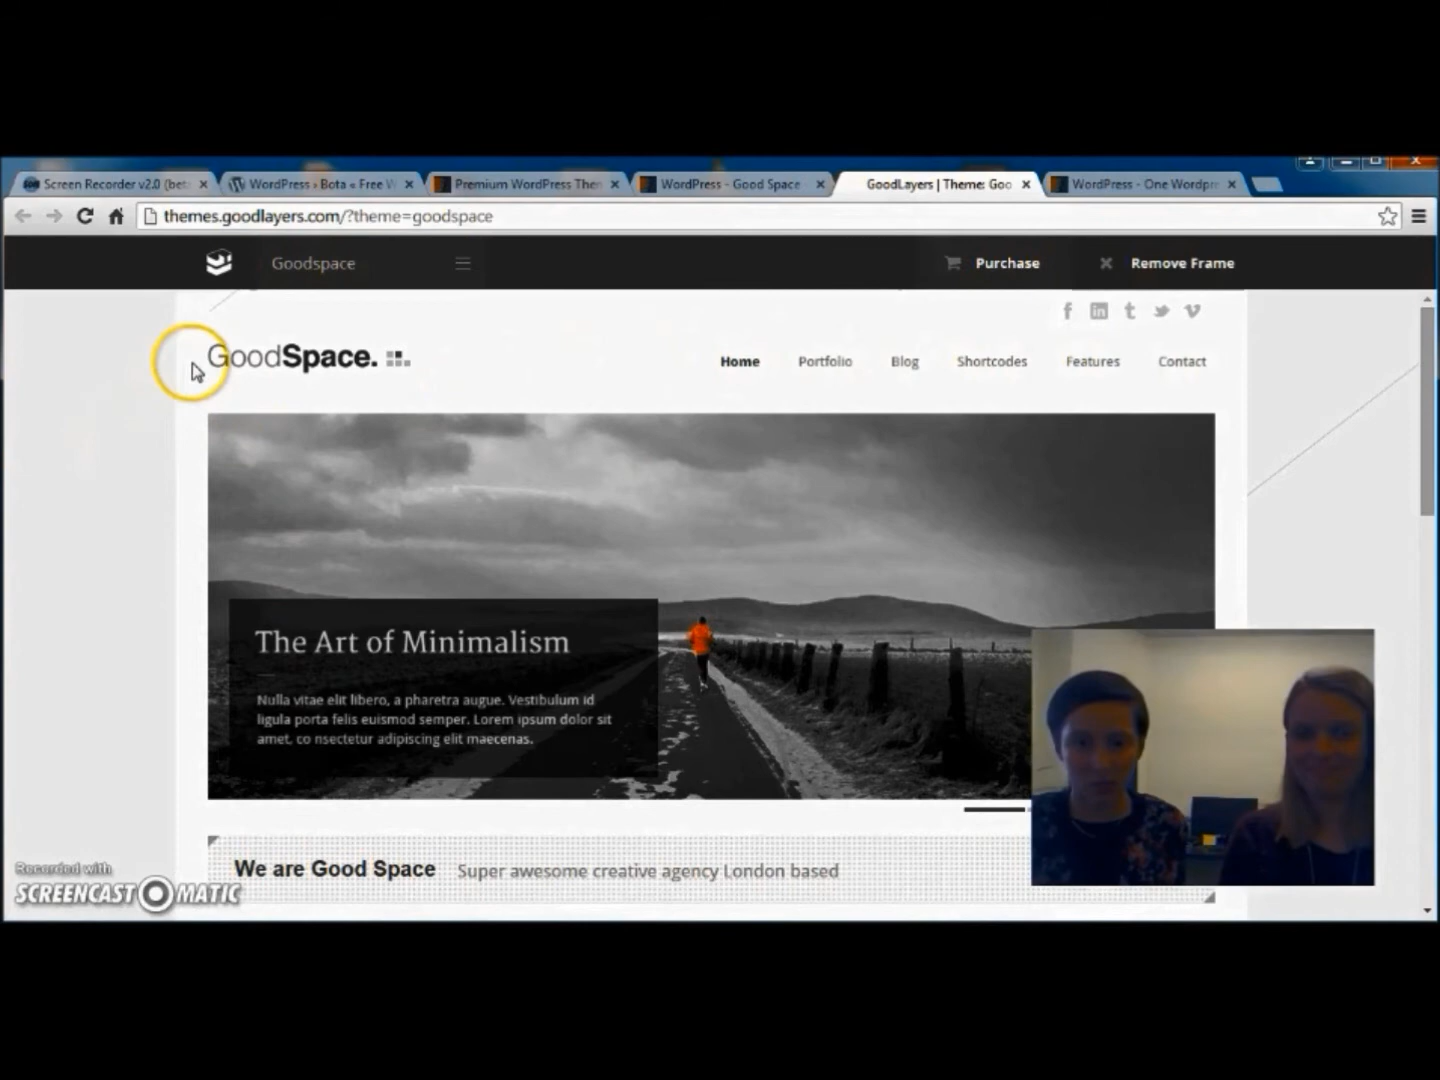 Screen Recorder v2.0 (bet
WordPress › Bota « Free W
Premium WordPress Them
WordPress - Good Space
GoodLayers | Theme: Goo
WordPress - One Wordpr
themes.goodlayers.com/?theme=goodspace
Goodspace
Purchase
Remove Frame
GoodSpace.
Home
Portfolio
Blog
Shortcodes
Features
Contact
The Art of Minimalism
Nulla vitae elit libero, a pharetra augue. Vestibulum id
ligula porta felis euismod semper. Lorem ipsum dolor sit
amet, co nsectetur adipiscing elit maecenas.
We are Good Space
Super awesome creative agency London based
Recorded with
SCREENCAST-O-MATIC